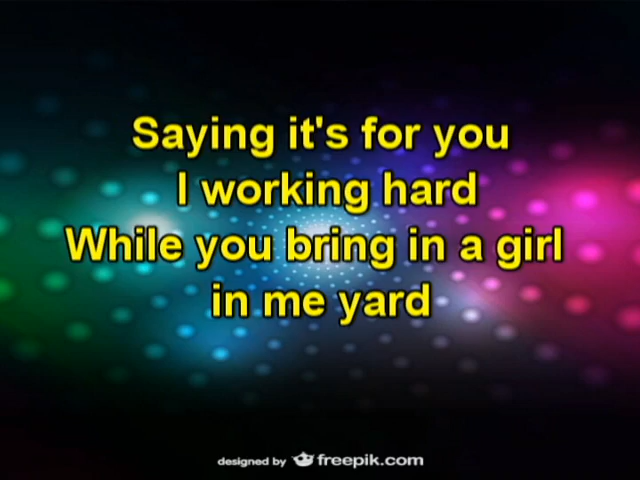 Saying it's for you
I working hard
While you bring in a girl
in me yard
designed by freepik.com